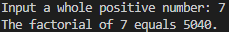 Input a whole positive number: 7
The factorial of 7 equals 5040.